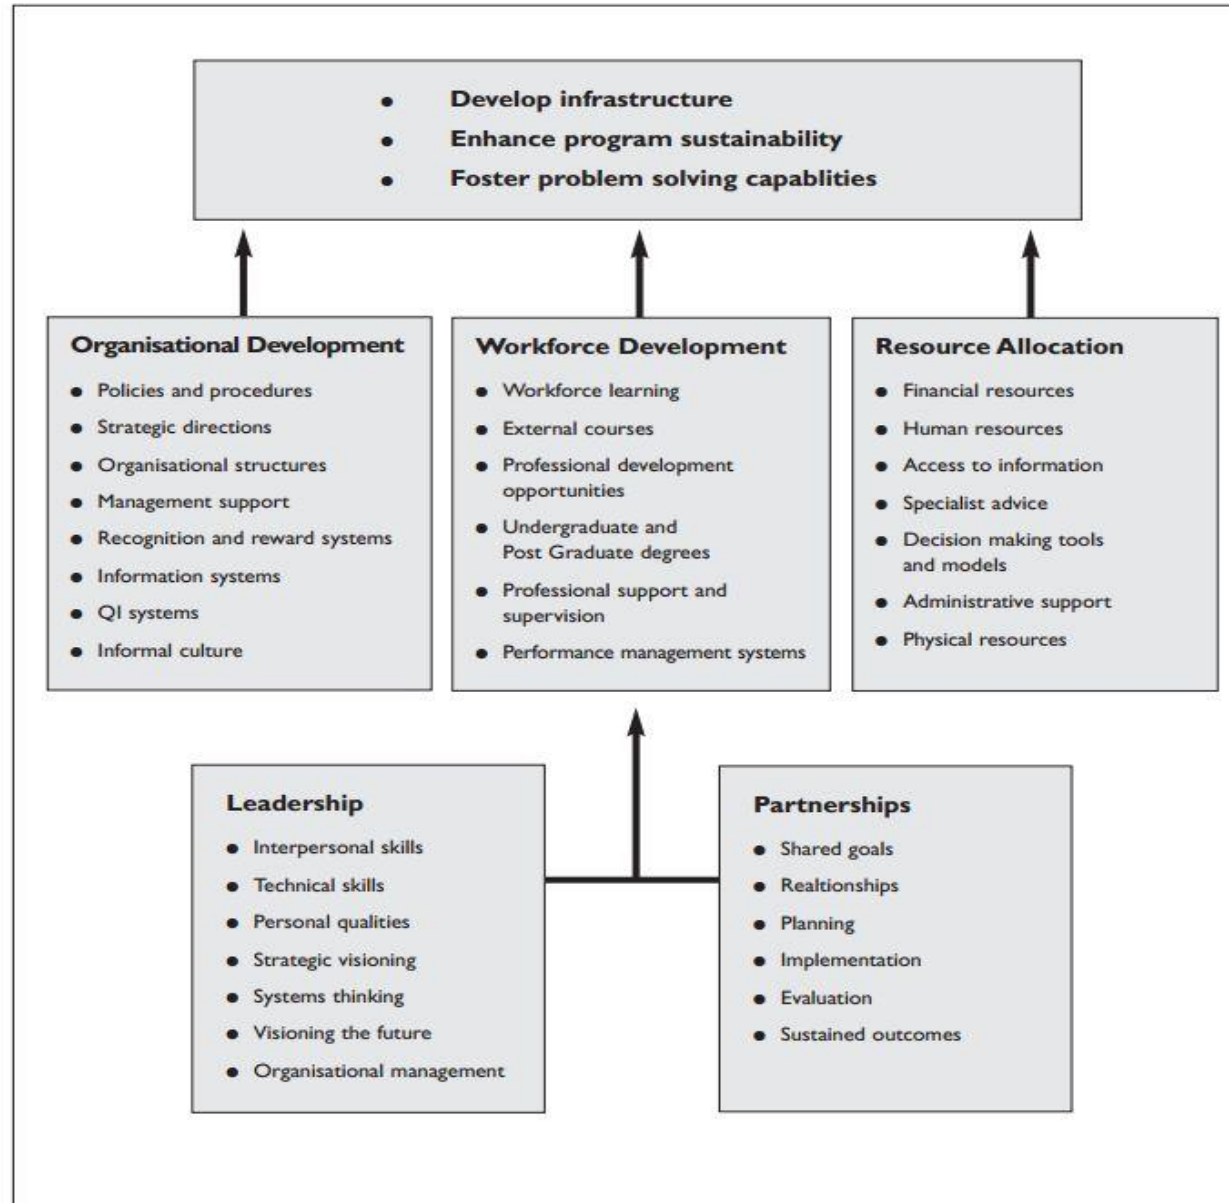 Develop infrastructure
Enhance program sustainability
Foster problem solving capablities
Organisational Development
Policies and procedures
Strategic directions
Organisational structures
Management support
Recognition and reward systems
Information systems
QI systems
Informal culture
Workforce Development
Workforce learning
External courses
Professional development
opportunities
Undergraduate and
Post Graduate degrees
Professional support and
supervision
Performance management systems
Resource Allocation
Financial resources
Human resources
Access to information
Specialist advice
Decision making tools
and models
Administrative support
Physical resources
Leadership
Interpersonal skills
Technical skills
Personal qualities
Strategic visioning
Systems thinking
Visioning the future
Organisational management
Partnerships
Shared goals
Realtionships
Planning
Implementation
Evaluation
Sustained outcomes